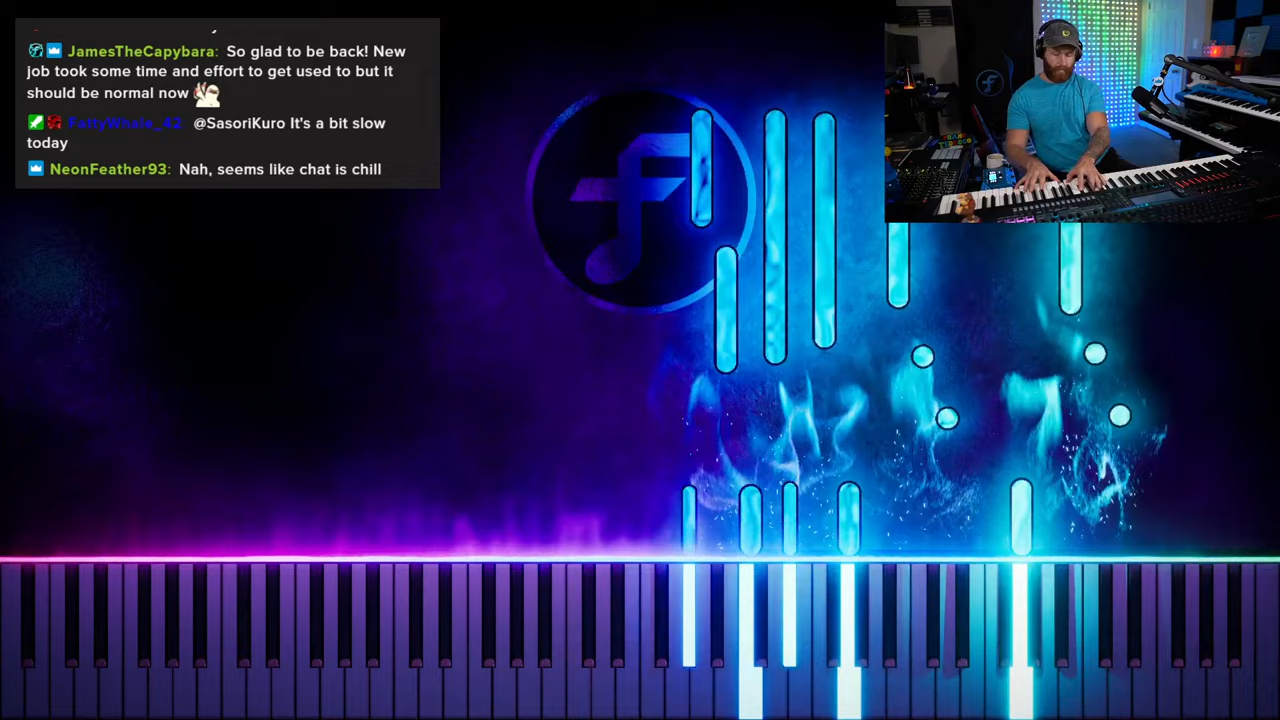 JamesTheCapybara: So glad to be back! New
job took some time and effort to get used to but it
should be normal now
FattyWhale_42 @SasoriKuro It's a bit slow
today
NeonFeather93: Nah, seems like chat is chill